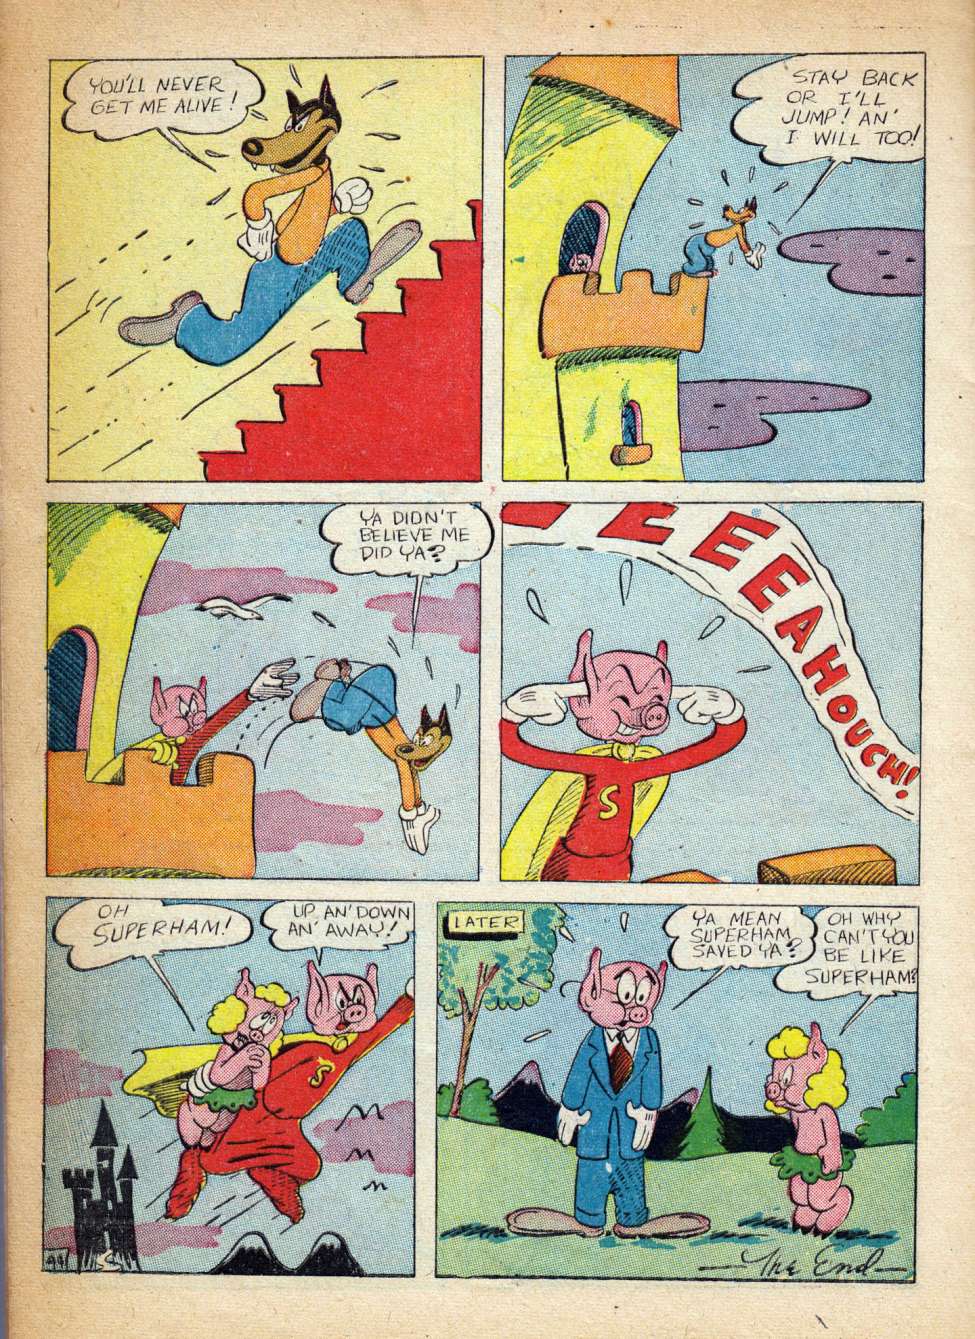 YOU'LL NEVER
GET ME ALIVE!
STAY BACK
OR I'LL
JUMP! AN'
I WILL TOO!
YA DIDN'T
BELIEVE ME
DID YA?
EEEEEAHOUCH!
S
OH
SUPERHAM!
UP AN' DOWN
AN' AWAY!
S
LATER
YA MEAN
SUPERHAM
SAVED YA?
OH WHY
CAN'T YOU
BE LIKE
SUPERHAM?
The End